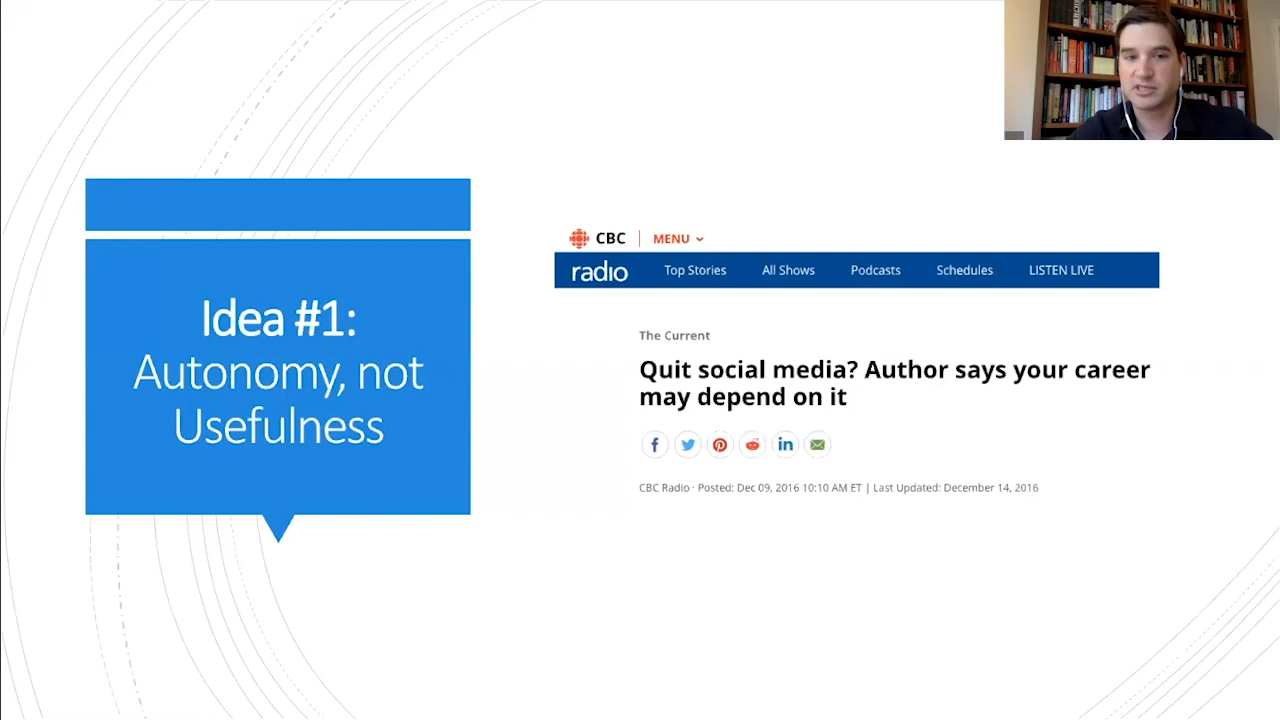 Idea #1:
Autonomy, not
Usefulness
CBC
MENU
radio
Top Stories
All Shows
Podcasts
Schedules
LISTEN LIVE
The Current
Quit social media? Author says your career
may depend on it
CBC Radio · Posted: Dec 09, 2016 10:10 AM ET | Last Updated: December 14, 2016